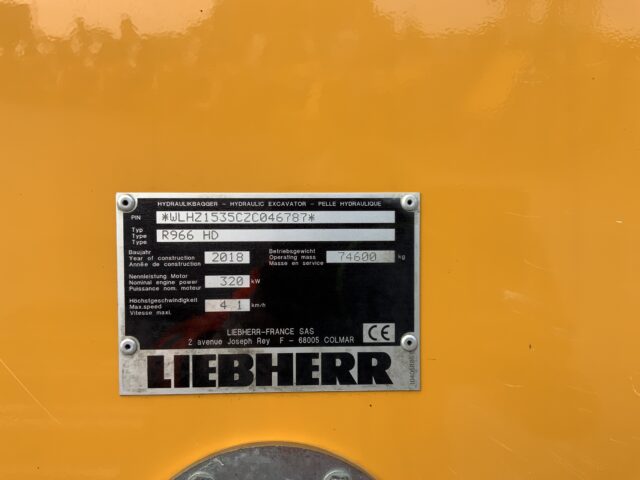 HYDRAULIKBAGGER - HYDRAULIC EXCAVATOR - PELLE HYDRAULIQUE
PIN *WLHZ1535CZC046787*
Typ
Type R966 HD
Type
Baujahr
Year of construction 2018
Année de construction
Betriebsgewicht
Operating mass 74600 kg
Masse en service
Nennleistung Motor
Nominal engine power 320 kW
Puissance nom. moteur
Höchstgeschwindigkeit
Max.speed 4.1 km/h
Vitesse maxi.
LIEBHERR-FRANCE SAS
2 avenue Joseph Rey F - 68005 COLMAR
CE
LIEBHERR